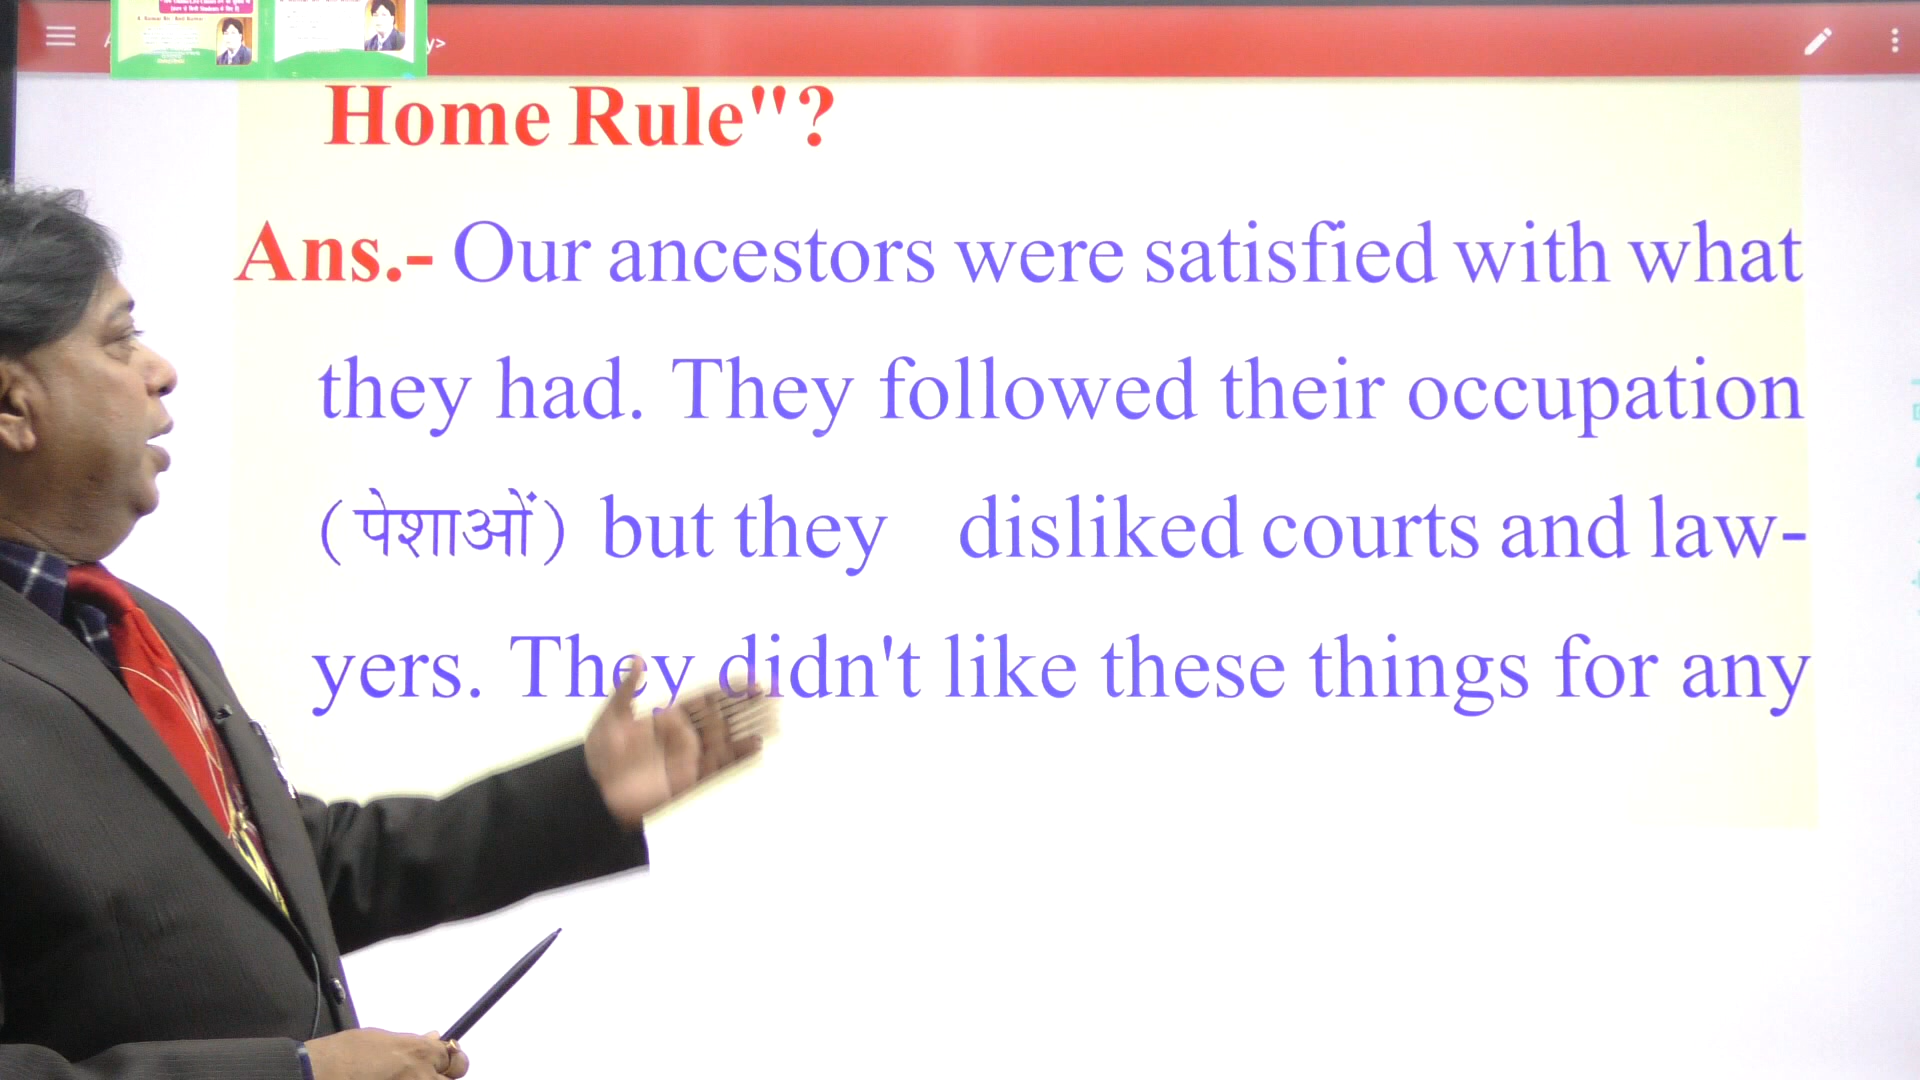 y>
Home Rule"?
Ans.- Our ancestors were satisfied with what
they had. They followed their occupation
(पेशाओं) but they disliked courts and law-
yers. They didn't like these things for any